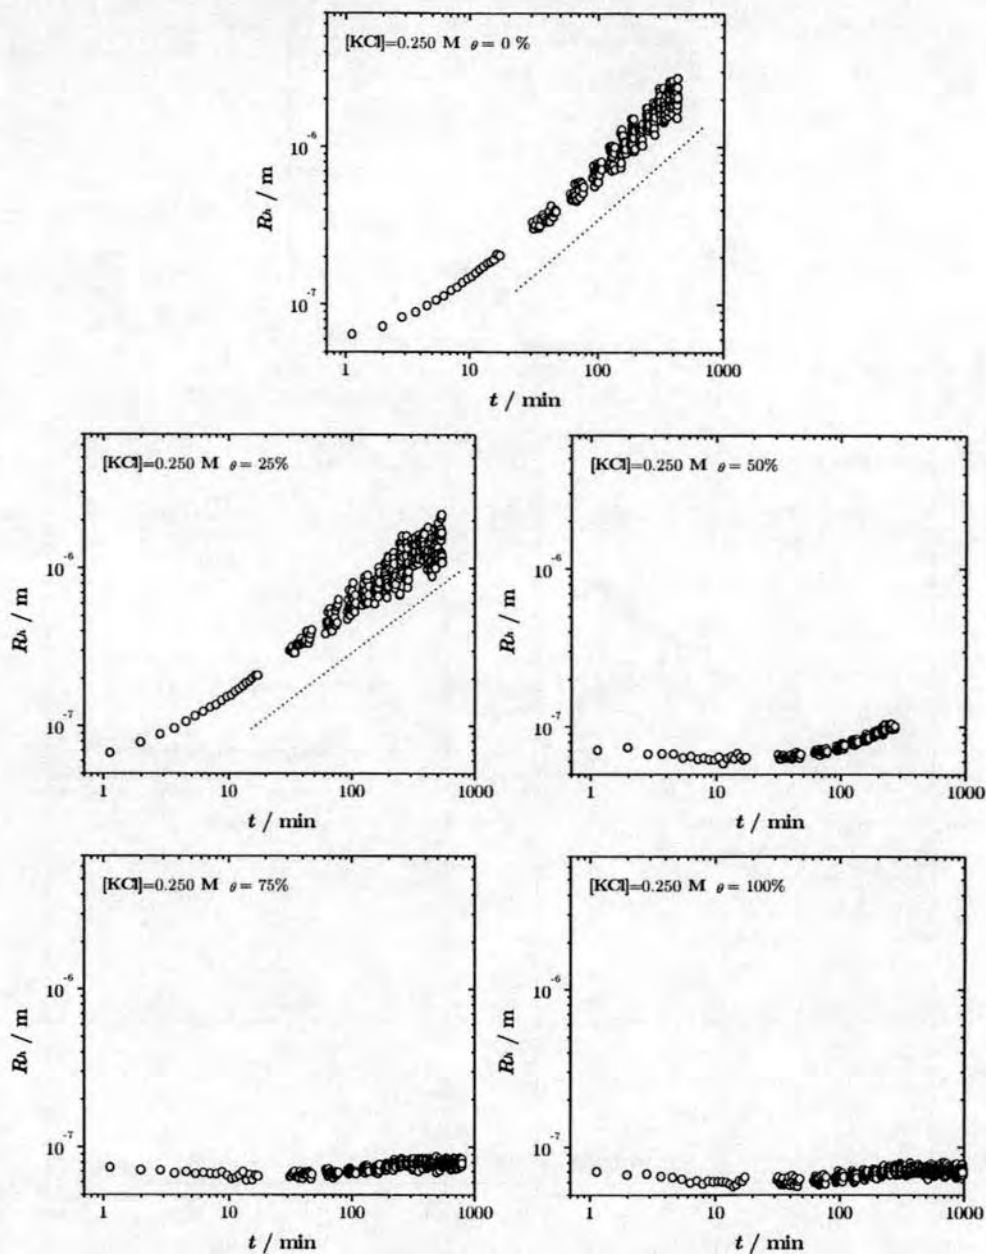 [KCl]=0.250 M θ = 0 %
10⁻⁶
10⁻⁷
Rₕ / m
1 10 100 1000
t / min
[KCl]=0.250 M θ = 25%
10⁻⁶
10⁻⁷
Rₕ / m
1 10 100 1000
t / min
[KCl]=0.250 M θ = 50%
10⁻⁶
10⁻⁷
Rₕ / m
1 10 100 1000
t / min
[KCl]=0.250 M θ = 75%
10⁻⁶
10⁻⁷
Rₕ / m
1 10 100 1000
t / min
[KCl]=0.250 M θ = 100%
10⁻⁶
10⁻⁷
Rₕ / m
1 10 100 1000
t / min